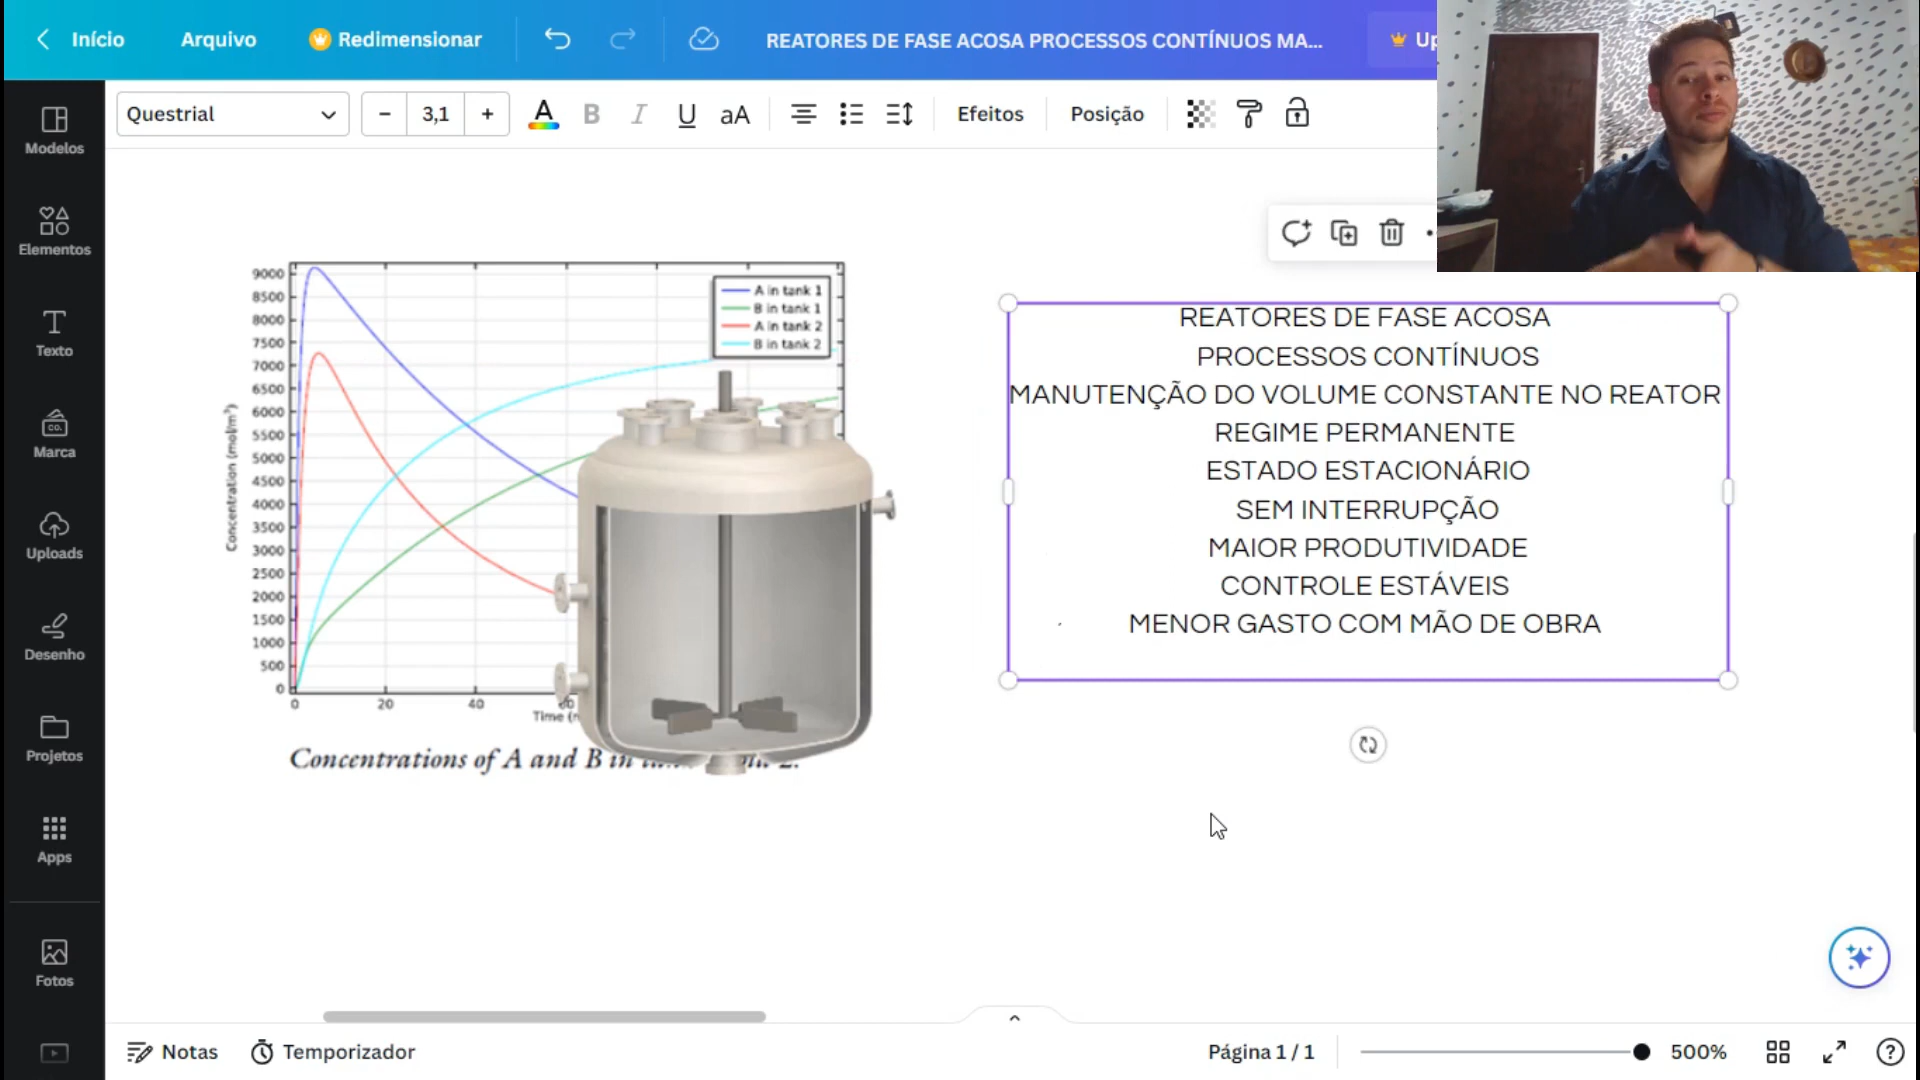 Início
Arquivo
Redimensionar
REATORES DE FASE ACOSA PROCESSOS CONTÍNUOS MA...
Up
Questrial
3,1
aA
Efeitos
Posição
Modelos
Elementos
Texto
Marca
Uploads
Desenho
Projetos
Apps
Fotos
Concentration (mol/m³)
9000
8500
8000
7500
7000
6500
6000
5500
5000
4500
4000
3500
3000
2500
2000
1500
1000
500
0
0 20 40 60
Time
A in tank 1
B in tank 1
A in tank 2
B in tank 2
Concentrations of A and B in
REATORES DE FASE ACOSA
PROCESSOS CONTÍNUOS
MANUTENÇÃO DO VOLUME CONSTANTE NO REATOR
REGIME PERMANENTE
ESTADO ESTACIONÁRIO
SEM INTERRUPÇÃO
MAIOR PRODUTIVIDADE
CONTROLE ESTÁVEIS
MENOR GASTO COM MÃO DE OBRA
Notas
Temporizador
Página 1 / 1
500%